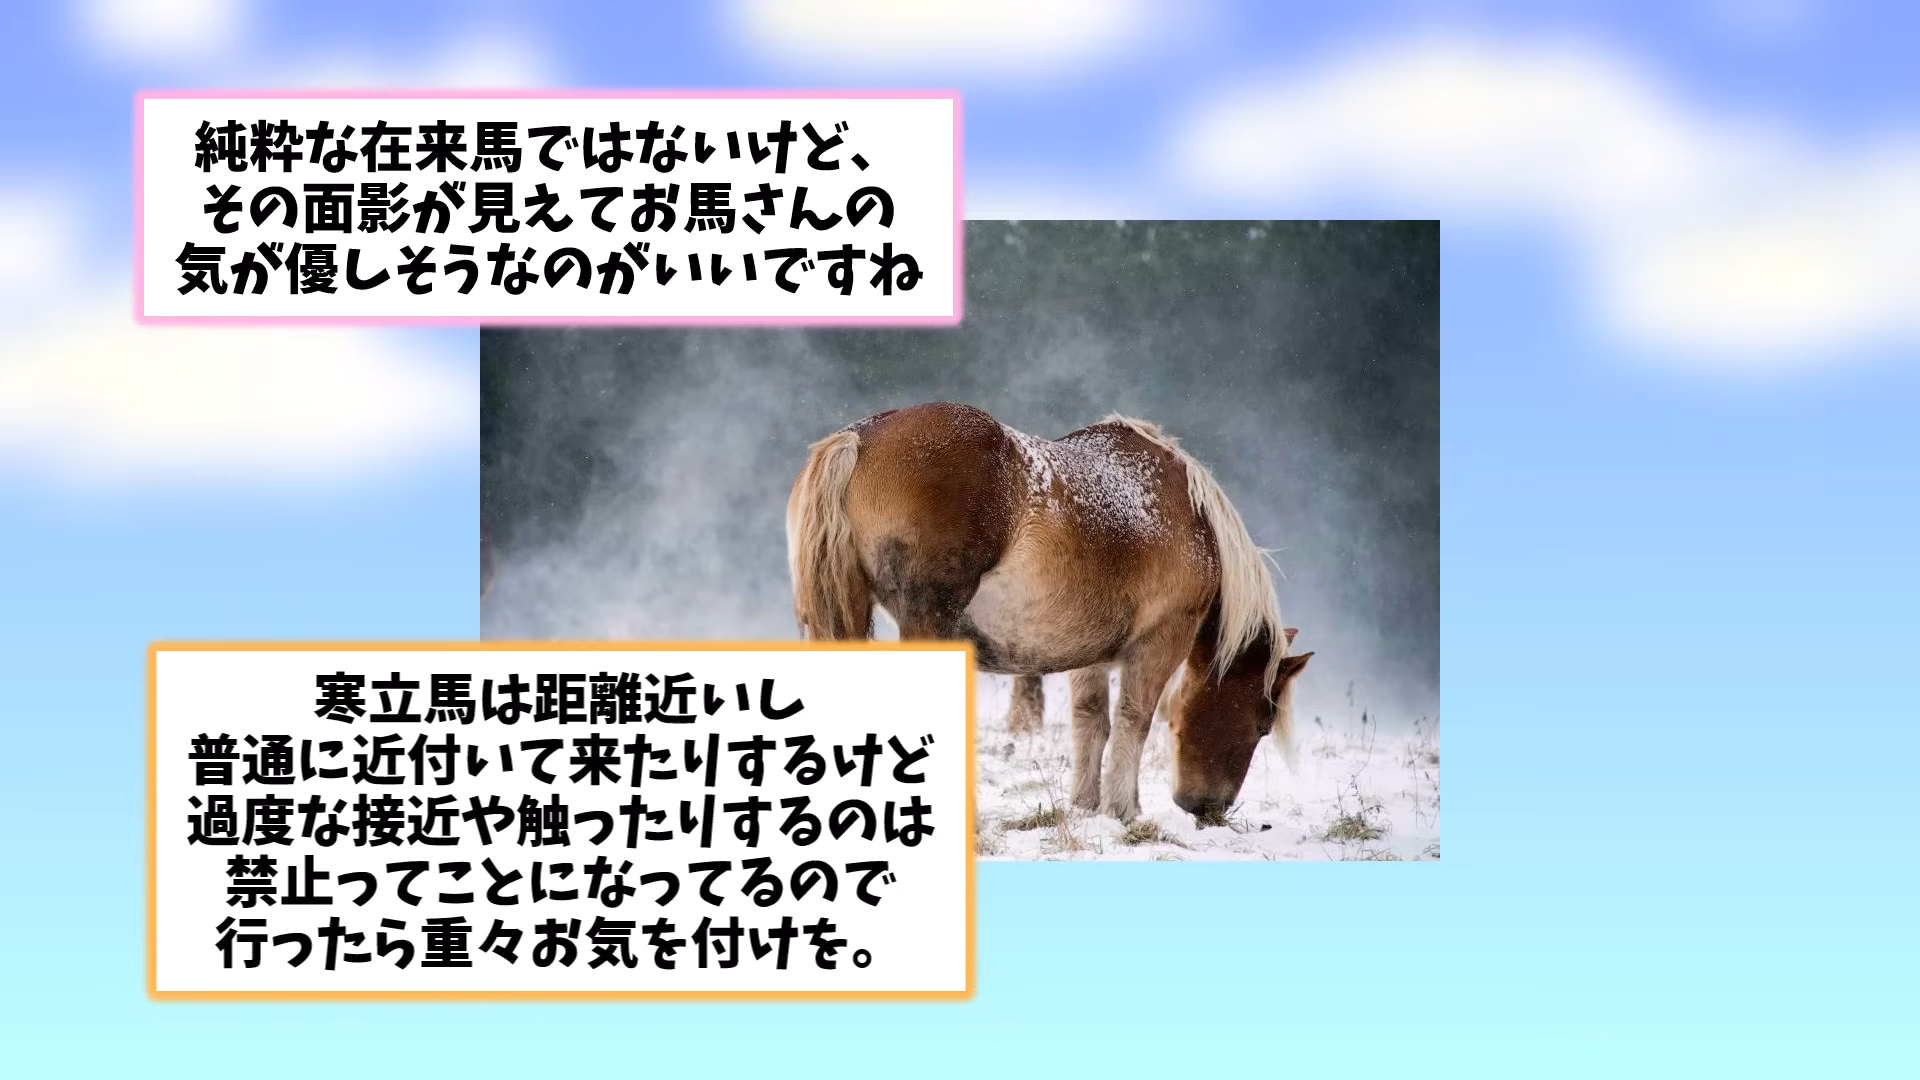 純粋な在来馬ではないけど、
その面影が見えてお馬さんの
気が優しそうなのがいいですね
寒立馬は距離近いし
普通に近付いて来たりするけど
過度な接近や触ったりするのは
禁止ってことになってるので
行ったら重々お気を付けを。